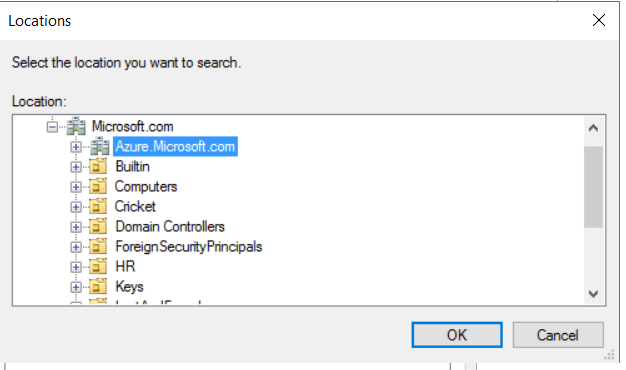 Locations
Select the location you want to search.
Location:
Microsoft.com
Azure.Microsoft.com
Builtin
Computers
Cricket
Domain Controllers
ForeignSecurityPrincipals
HR
Keys
OK
Cancel